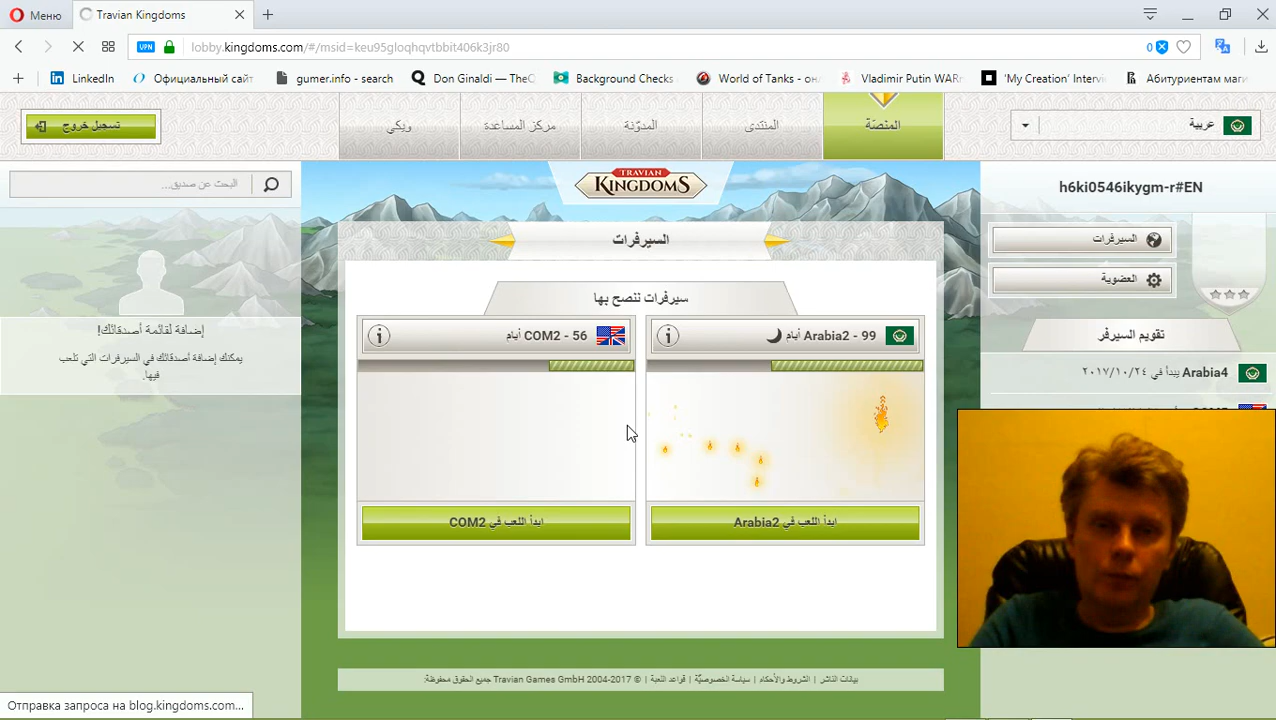 Меню
Travian Kingdoms
VPN
lobby.kingdoms.com/#/msid=keu95gloqhqvtbbit406k3jr80
0
LinkedIn
Официальный сайт
gumer.info - search
Don Ginaldi — TheQ
Background Checks
World of Tanks - он
Vladimir Putin WAR
'My Creation' Intervi
Абитуриентам маги
تسجيل خروج
ويكي
مركز المساعدة
المدوّنة
المنتدى
المنصّة
عربية
البحث عن صديق...
TRAVIAN
KINGDOMS
h6ki0546ikygm-r#EN
السيرفرات
السيرفرات
العضوية
سيرفرات ننصح بها
COM2 - 56 أيام
Arabia2 - 99 أيام
إضافة لقائمة أصدقائك!
يمكنك إضافة أصدقائك في السيرفرات التي تلعب
فيها.
تقويم السيرفر
Arabia4 يبدأ في ٢٠١٧/١٠/٢٤
ابدأ اللعب في COM2
ابدأ اللعب في Arabia2
بيانات الناشر | الشروط والأحكام | سياسة الخصوصيّة | قواعد اللعبة | © 2004-2017 Travian Games GmbH جميع الحقوق محفوظة:
Отправка запроса на blog.kingdoms.com...